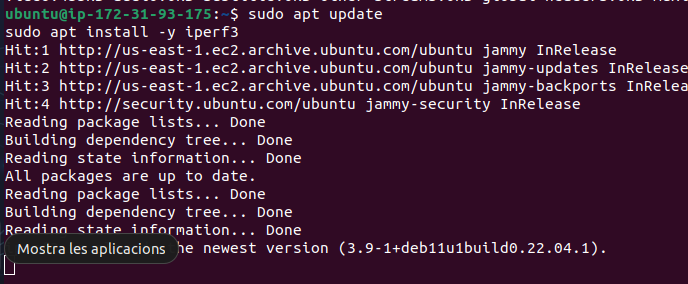 ubuntu@ip-172-31-93-175:~$ sudo apt update
sudo apt install -y iperf3
Hit:1 http://us-east-1.ec2.archive.ubuntu.com/ubuntu jammy InRelease
Hit:2 http://us-east-1.ec2.archive.ubuntu.com/ubuntu jammy-updates InRelease
Hit:3 http://us-east-1.ec2.archive.ubuntu.com/ubuntu jammy-backports InRelea
Hit:4 http://security.ubuntu.com/ubuntu jammy-security InRelease
Reading package lists... Done
Building dependency tree... Done
Reading state information... Done
All packages are up to date.
Reading package lists... Done
Building dependency tree... Done
Reading state information... Done
Mostra les aplicacions he newest version (3.9-1+deb11u1build0.22.04.1).